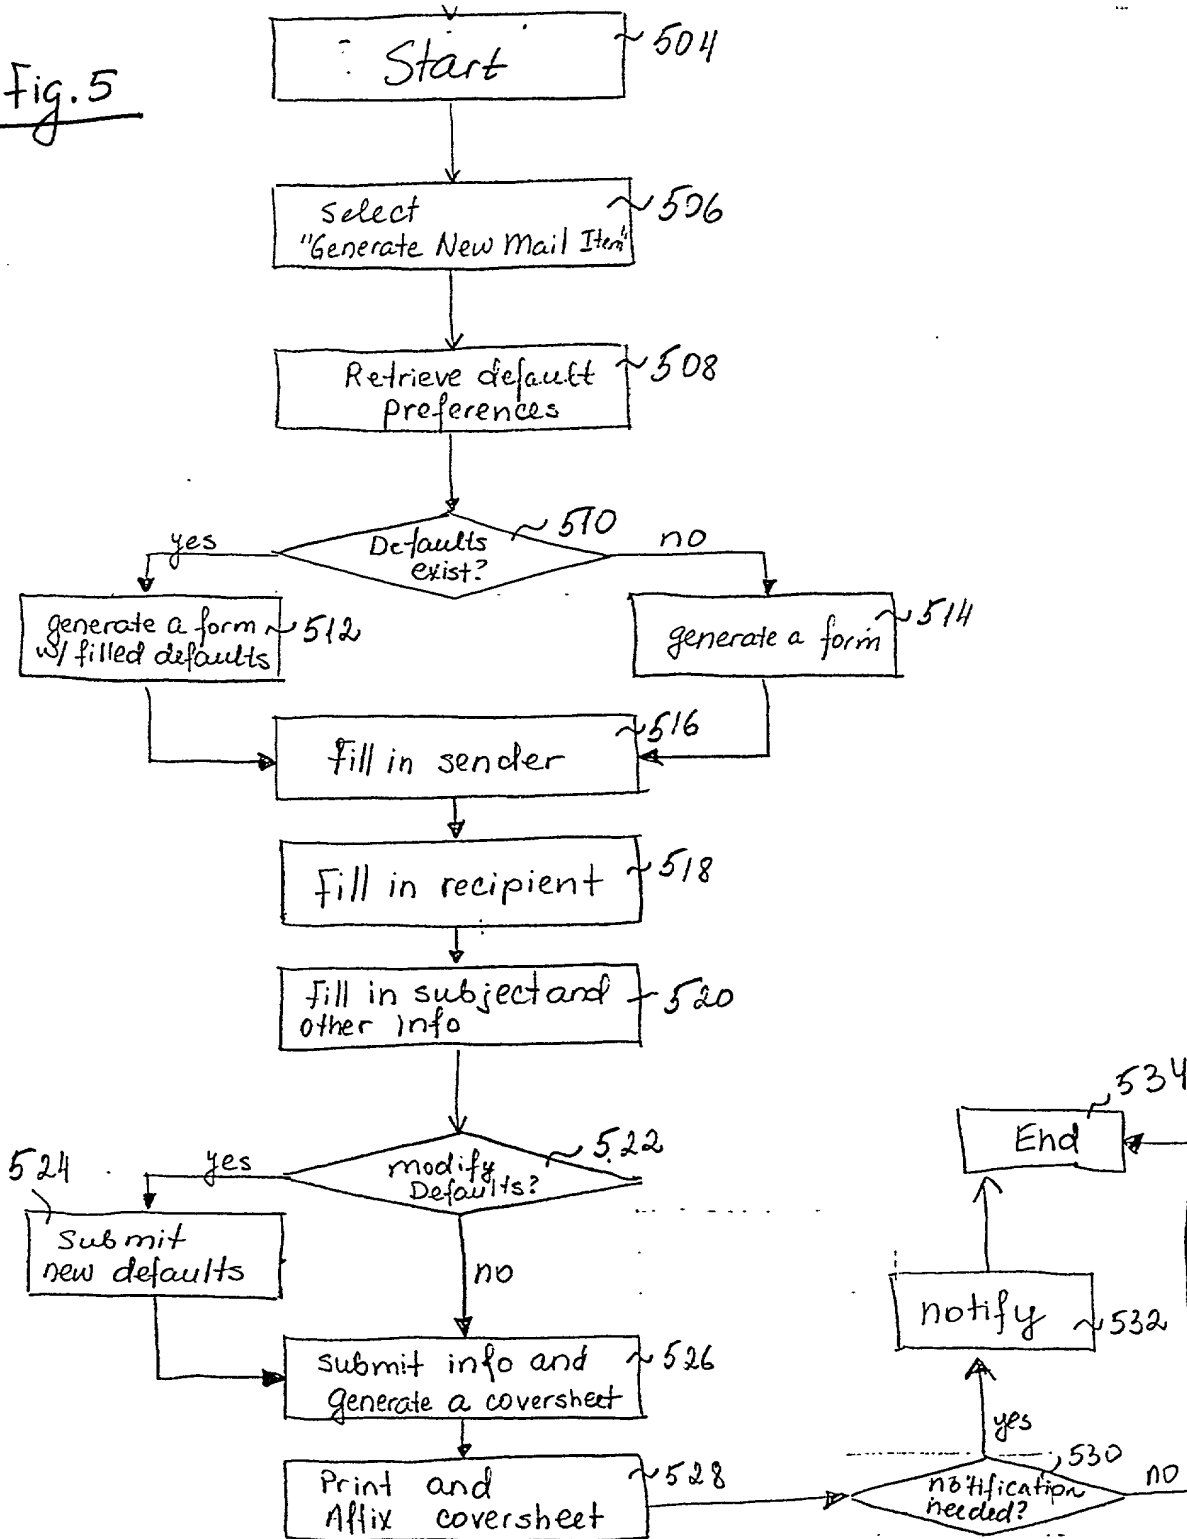 Fig. 5
Start
504
Select
"Generate New Mail Item"
506
Retrieve default
preferences
508
Defaults
exist?
510
yes
no
generate a form
w/ filled defaults
512
generate a form
514
fill in sender
516
fill in recipient
518
fill in subject and
other info
520
modify
Defaults?
522
yes
no
524
Submit
new defaults
submit info and
generate a coversheet
526
Print and
Affix coversheet
528
notification
needed?
530
yes
no
notify
532
End
534